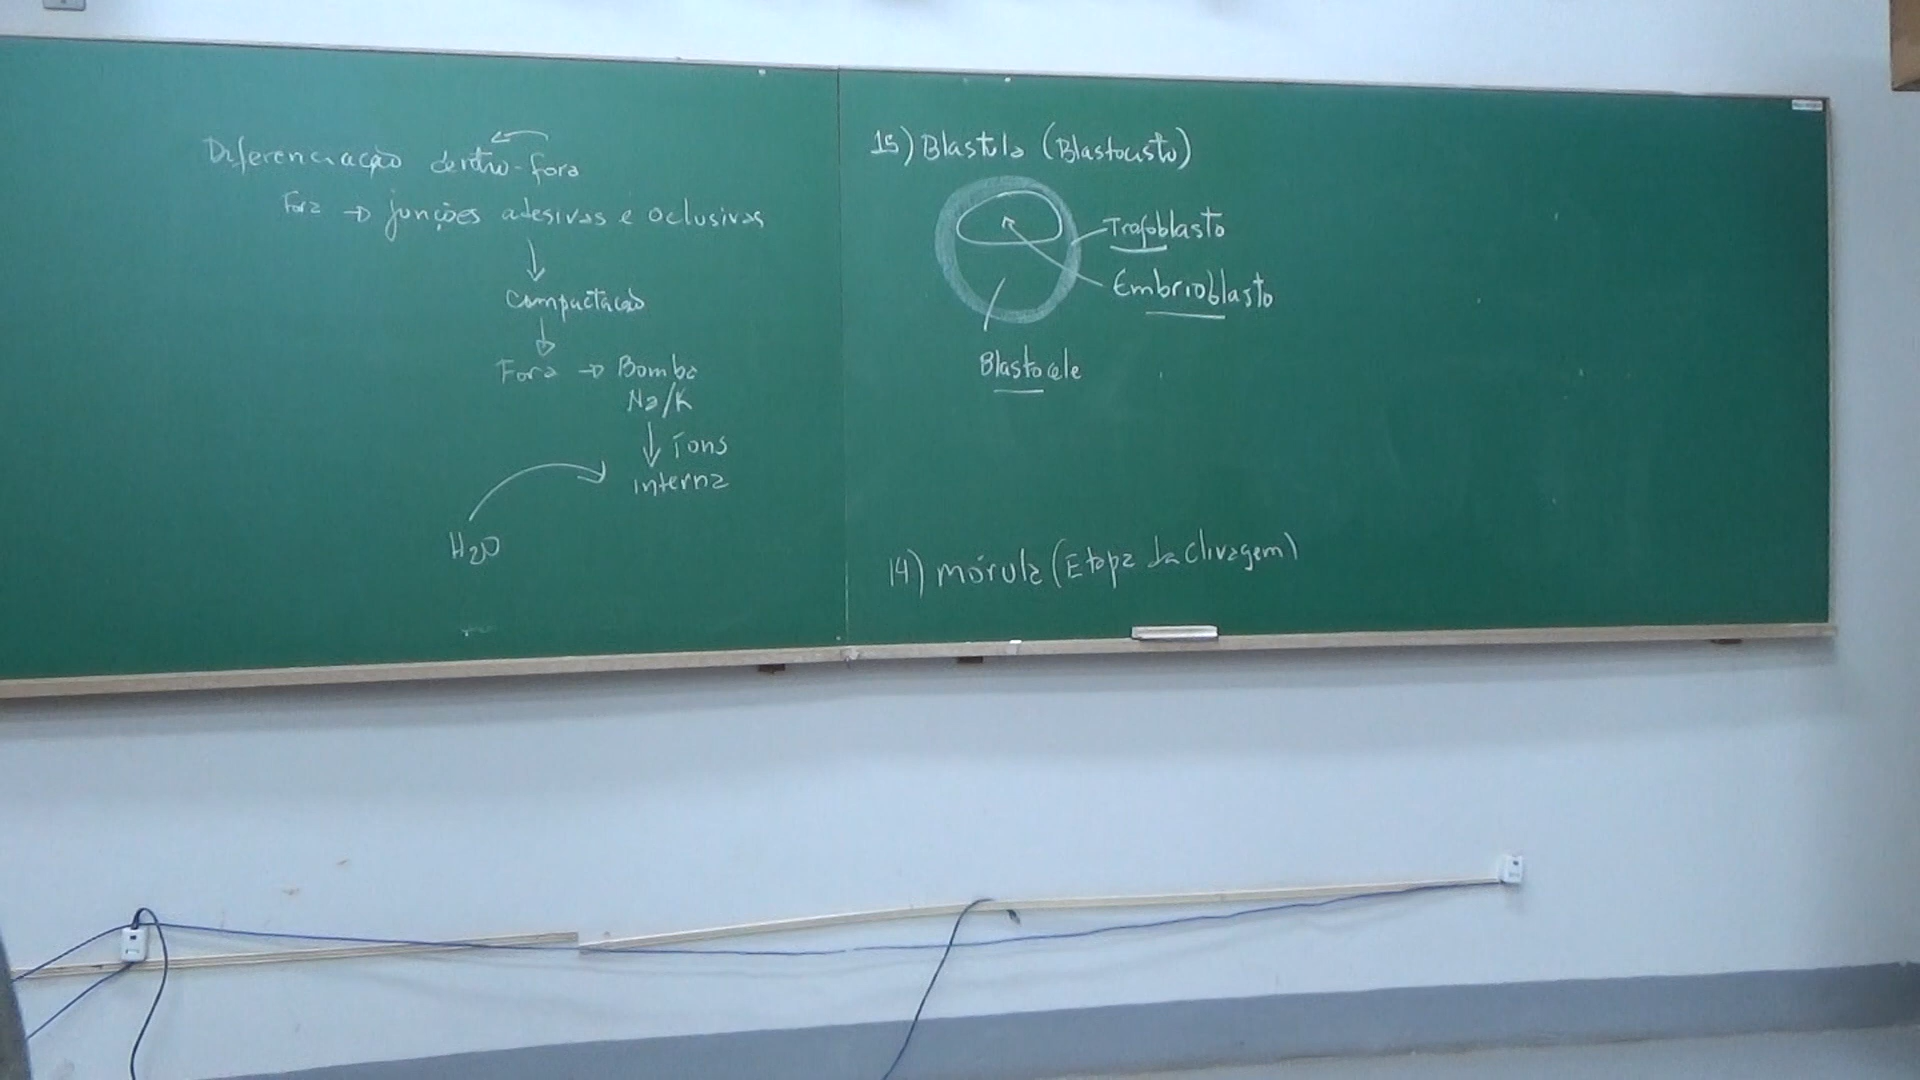 Diferenciação dentro-fora
Fora → junções adesivas e oclusivas
Compactação
Fora → Bomba
Na/K
íons
interna
H2O
15) Blastula (Blastocisto)
Trofoblasto
Embrioblasto
Blastocele
14) mórula (Etapa da Clivagem)